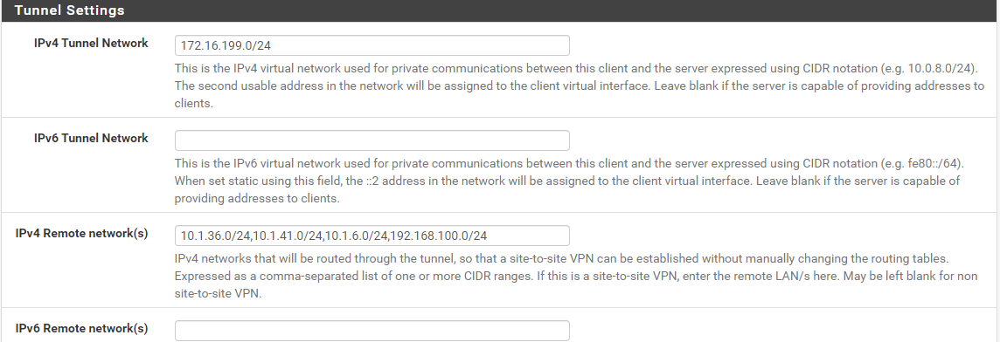 Tunnel Settings
IPv4 Tunnel Network
172.16.199.0/24
This is the IPv4 virtual network used for private communications between this client and the server expressed using CIDR notation (e.g. 10.0.8.0/24).
The second usable address in the network will be assigned to the client virtual interface. Leave blank if the server is capable of providing addresses to
clients.
IPv6 Tunnel Network
This is the IPv6 virtual network used for private communications between this client and the server expressed using CIDR notation (e.g. fe80::/64).
When set static using this field, the ::2 address in the network will be assigned to the client virtual interface. Leave blank if the server is capable of
providing addresses to clients.
IPv4 Remote network(s)
10.1.36.0/24,10.1.41.0/24,10.1.6.0/24,192.168.100.0/24
IPv4 networks that will be routed through the tunnel, so that a site-to-site VPN can be established without manually changing the routing tables.
Expressed as a comma-separated list of one or more CIDR ranges. If this is a site-to-site VPN, enter the remote LAN/s here. May be left blank for non
site-to-site VPN.
IPv6 Remote network(s)